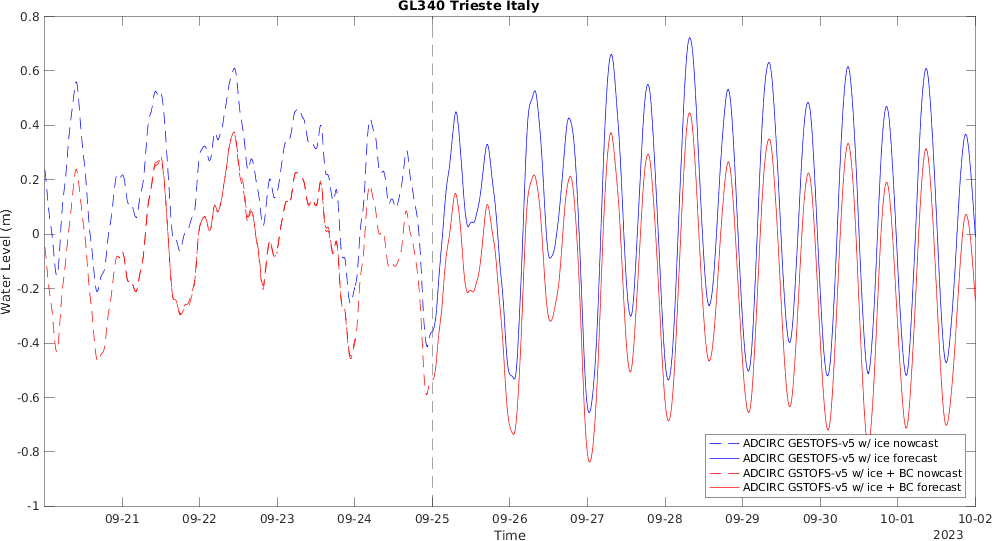 GL340 Trieste Italy
0.8
0.6
0.4
0.2
0
-0.2
-0.4
-0.6
-0.8
-1
Water Level (m)
ADCIRC GESTOFS-v5 w/ ice nowcast
ADCIRC GESTOFS-v5 w/ ice forecast
ADCIRC GSTOFS-v5 w/ ice + BC nowcast
ADCIRC GSTOFS-v5 w/ ice + BC forecast
09-21 09-22 09-23 09-24 09-25 09-26 09-27 09-28 09-29 09-30 10-01 10-02
Time
2023